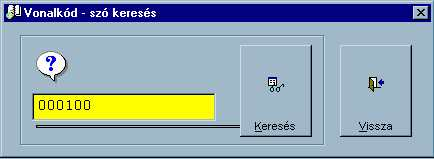 Vonalkód - szó keresés
000100
Keresés
Vissza